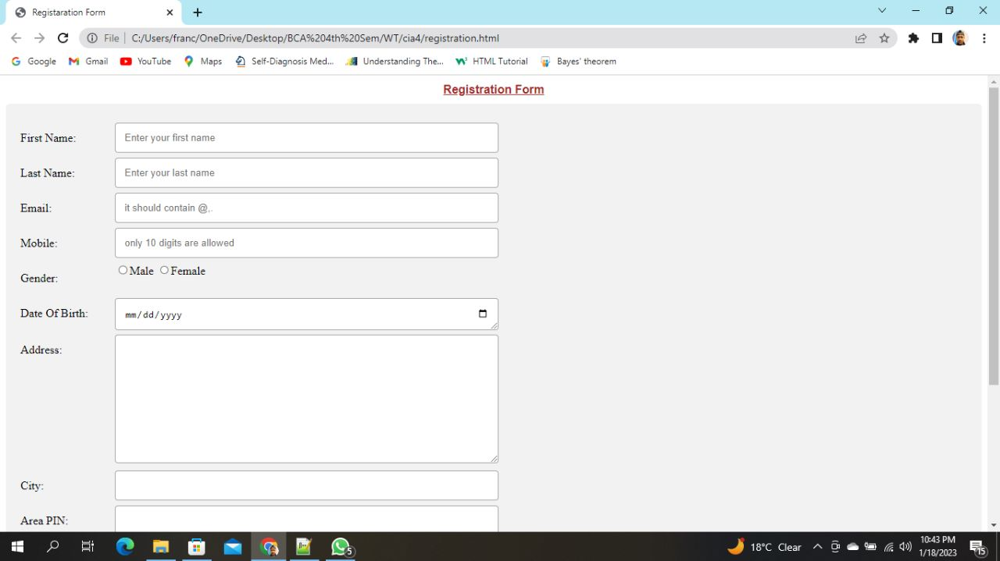 Registaration Form
File
C:/Users/franc/OneDrive/Desktop/BCA%204th%20Sem/WT/cia4/registration.html
Google Gmail YouTube Maps Self-Diagnosis Med... Understanding The... HTML Tutorial Bayes' theorem
Registration Form
First Name: Enter your first name
Last Name: Enter your last name
Email: it should contain @,.
Mobile: only 10 digits are allowed
Gender: Male Female
Date Of Birth: mm/dd/yyyy
Address:
City:
Area PIN:
5
18°C Clear
10:43 PM
1/18/2023
15